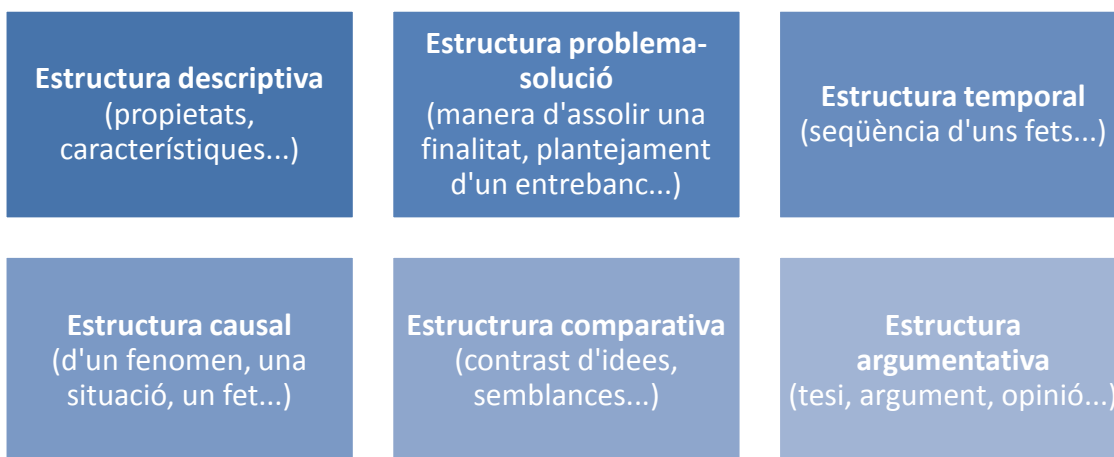 Estructura descriptiva
(propietats,
característiques...)
Estructura problema-
solució
(manera d'assolir una
finalitat, plantejament
d'un entrebanc...)
Estructura temporal
(seqüència d'uns fets...)
Estructura causal
(d'un fenomen, una
situació, un fet...)
Estructrura comparativa
(contrast d'idees,
semblances...)
Estructura
argumentativa
(tesi, argument, opinió...)